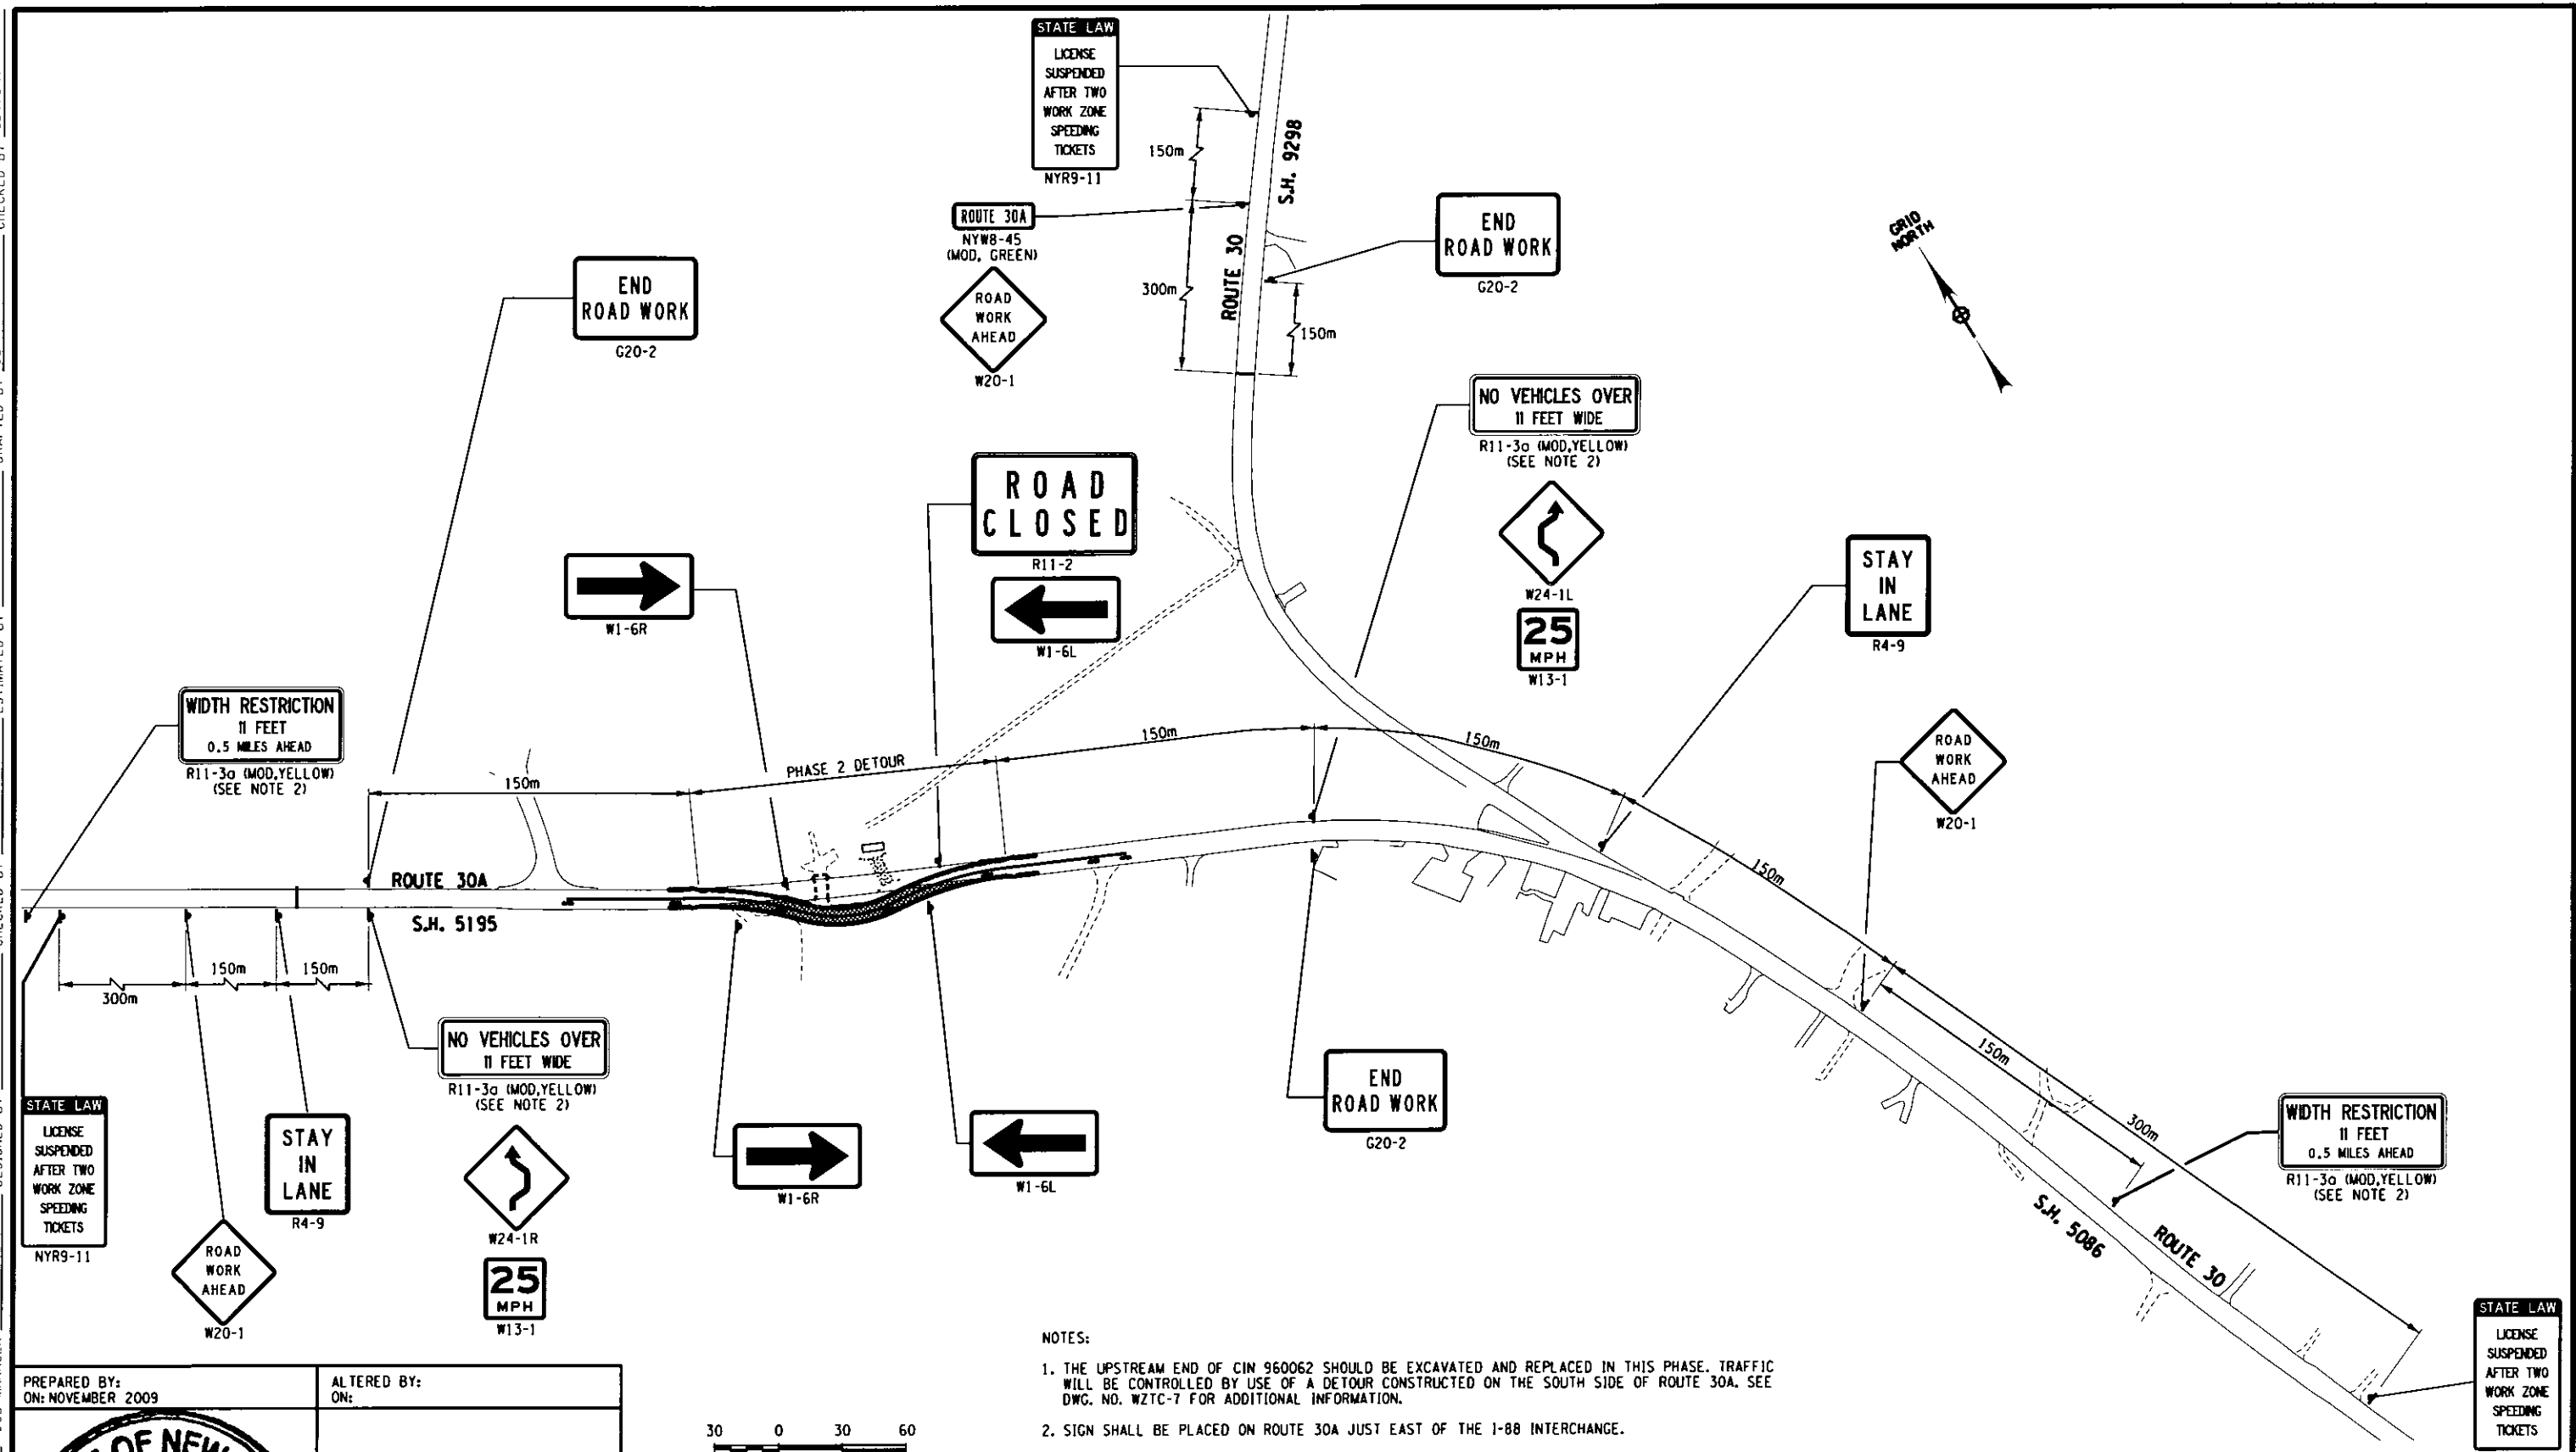 STATE LAW
LICENSE
SUSPENDED
AFTER TWO
WORK ZONE
SPEEDING
TICKETS
NYR9-11
150m
S.H. 9298
ROUTE 30A
NYW8-45
(MOD, GREEN)
ROAD
WORK
AHEAD
W20-1
300m
ROUTE 30
150m
END
ROAD WORK
G20-2
GRID
NORTH
END
ROAD WORK
G20-2
NO VEHICLES OVER
11 FEET WIDE
R11-3a (MOD,YELLOW)
(SEE NOTE 2)
W24-1L
25
MPH
W13-1
ROAD
CLOSED
R11-2
W1-6L
W1-6R
STAY
IN
LANE
R4-9
ROAD
WORK
AHEAD
W20-1
WIDTH RESTRICTION
11 FEET
0.5 MILES AHEAD
R11-3a (MOD,YELLOW)
(SEE NOTE 2)
150m
PHASE 2 DETOUR
150m
150m
150m
150m
300m
ROUTE 30A
S.H. 5195
300m
150m
150m
NO VEHICLES OVER
11 FEET WIDE
R11-3a (MOD,YELLOW)
(SEE NOTE 2)
W24-1R
25
MPH
W13-1
STATE LAW
LICENSE
SUSPENDED
AFTER TWO
WORK ZONE
SPEEDING
TICKETS
NYR9-11
ROAD
WORK
AHEAD
W20-1
STAY
IN
LANE
R4-9
W1-6R
W1-6L
END
ROAD WORK
G20-2
WIDTH RESTRICTION
11 FEET
0.5 MILES AHEAD
R11-3a (MOD,YELLOW)
(SEE NOTE 2)
S.H. 5086
ROUTE 30
STATE LAW
LICENSE
SUSPENDED
AFTER TWO
WORK ZONE
SPEEDING
TICKETS
NOTES:
1. THE UPSTREAM END OF CIN 960062 SHOULD BE EXCAVATED AND REPLACED IN THIS PHASE. TRAFFIC
WILL BE CONTROLLED BY USE OF A DETOUR CONSTRUCTED ON THE SOUTH SIDE OF ROUTE 30A. SEE
DWG. NO. WZTC-7 FOR ADDITIONAL INFORMATION.
2. SIGN SHALL BE PLACED ON ROUTE 30A JUST EAST OF THE I-88 INTERCHANGE.
PREPARED BY:
ON: NOVEMBER 2009
ALTERED BY:
ON:
OF NEW
30 0 30 60